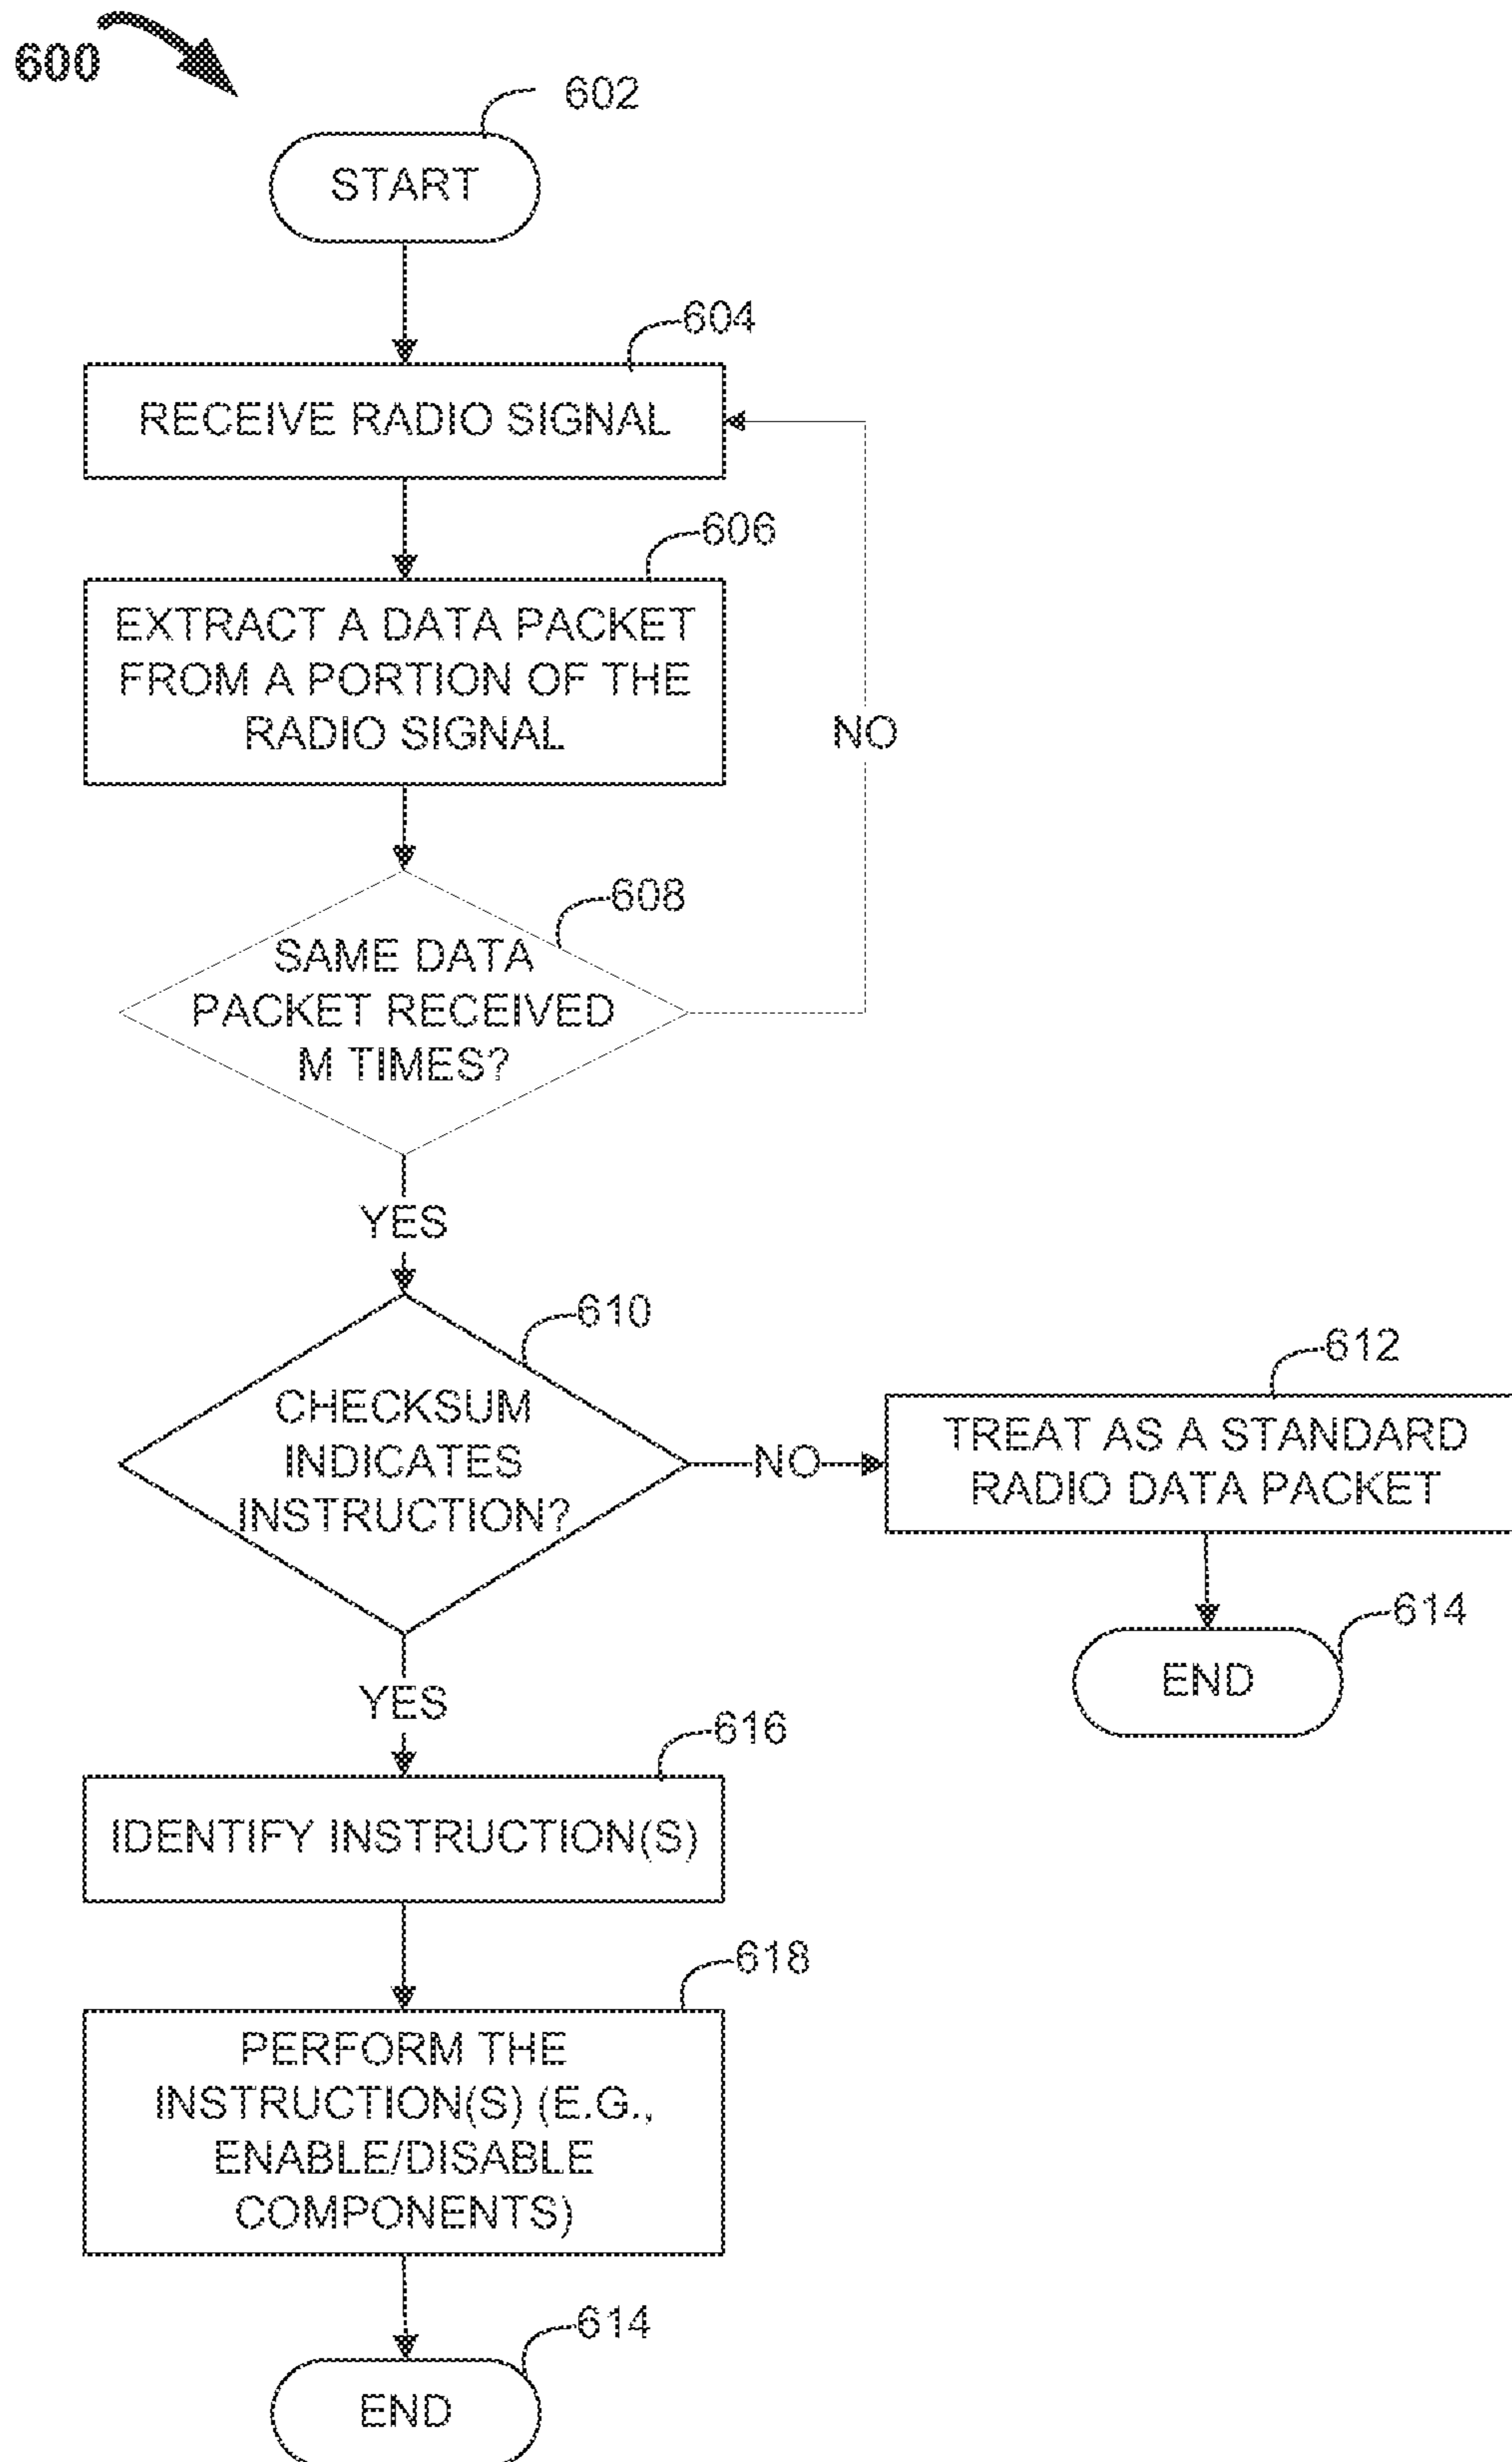 600
602
START
604
RECEIVE RADIO SIGNAL
606
EXTRACT A DATA PACKET
FROM A PORTION OF THE
RADIO SIGNAL
NO
608
SAME DATA
PACKET RECEIVED
M TIMES?
YES
610
CHECKSUM
INDICATES
INSTRUCTION?
NO
612
TREAT AS A STANDARD
RADIO DATA PACKET
614
END
YES
616
IDENTIFY INSTRUCTION(S)
618
PERFORM THE
INSTRUCTION(S) (E.G.,
ENABLE/DISABLE
COMPONENTS)
614
END